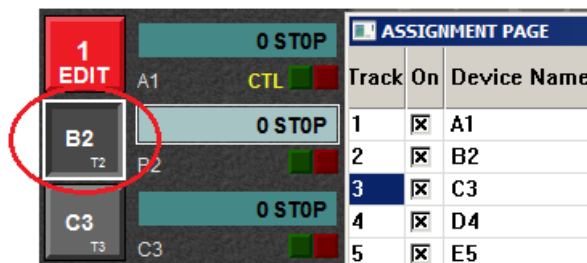 1
EDIT
0 STOP
A1 CTL
B2
T2
0 STOP
B2
C3
T3
0 STOP
C3
ASSIGNMENT PAGE
Track On Device Name
1 A1
2 B2
3 C3
4 D4
5 E5